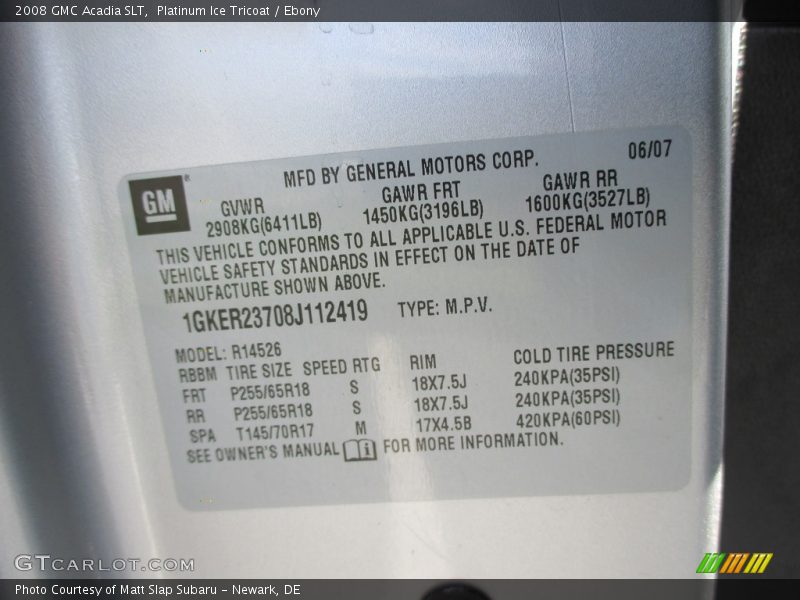 2008 GMC Acadia SLT, Platinum Ice Tricoat / Ebony
06/07
GM®
MFD BY GENERAL MOTORS CORP.
GVWR GAWR FRT GAWR RR
2908KG(6411LB) 1450KG(3196LB) 1600KG(3527LB)
THIS VEHICLE CONFORMS TO ALL APPLICABLE U.S. FEDERAL MOTOR
VEHICLE SAFETY STANDARDS IN EFFECT ON THE DATE OF
MANUFACTURE SHOWN ABOVE.
1GKER23708J112419 TYPE: M.P.V.
MODEL: R14526
RBBM TIRE SIZE SPEED RTG RIM COLD TIRE PRESSURE
FRT P255/65R18 S 18X7.5J 240KPA(35PSI)
RR P255/65R18 S 18X7.5J 240KPA(35PSI)
SPA T145/70R17 M 17X4.5B 420KPA(60PSI)
SEE OWNER'S MANUAL i FOR MORE INFORMATION.
GTCARLOT.COM
Photo Courtesy of Matt Slap Subaru - Newark, DE